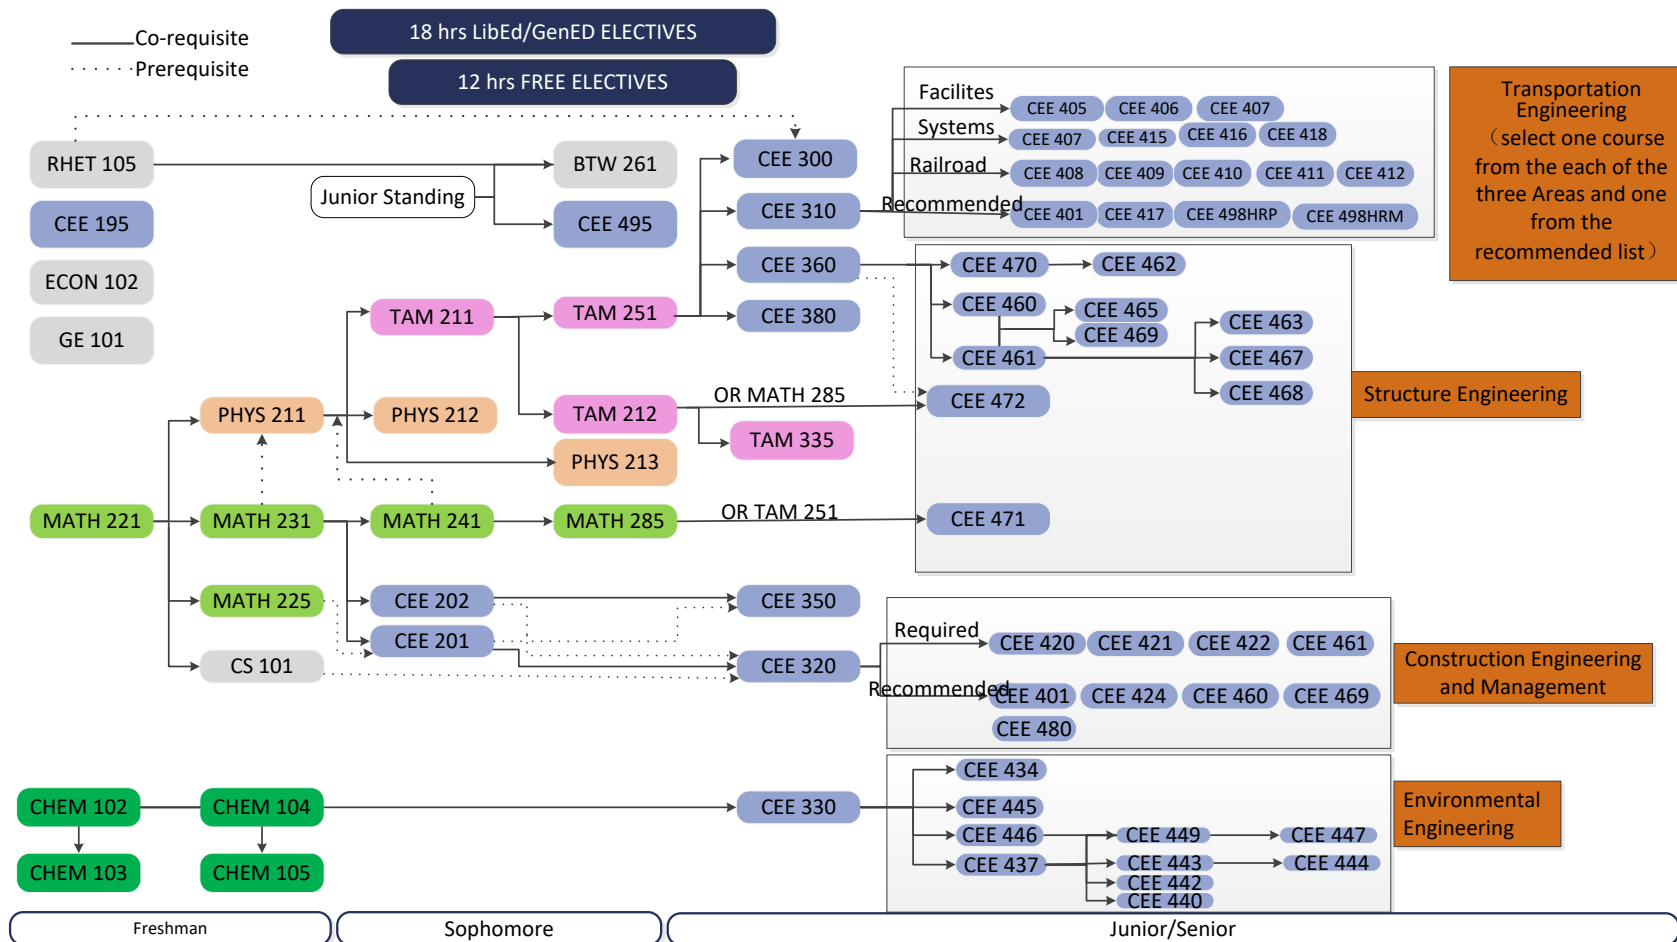 18 hrs LibEd/GenED ELECTIVES
Co-requisite
Prerequisite
12 hrs FREE ELECTIVES
Facilites
CEE 405
CEE 406
CEE 407
Systems
CEE 407
CEE 415
CEE 416
CEE 418
Railroad
CEE 408
CEE 409
CEE 410
CEE 411
CEE 412
Recommended
CEE 401
CEE 417
CEE 498HRP
CEE 498HRM
Transportation
Engineering
（select one course
from the each of the
three Areas and one
from the
recommended list）
RHET 105
BTW 261
CEE 300
Junior Standing
CEE 195
CEE 495
CEE 310
ECON 102
CEE 360
CEE 470
CEE 462
GE 101
TAM 211
TAM 251
CEE 380
CEE 460
CEE 465
CEE 469
CEE 461
CEE 463
CEE 467
CEE 468
Structure Engineering
PHYS 211
PHYS 212
TAM 212
OR MATH 285
CEE 472
TAM 335
PHYS 213
MATH 221
MATH 231
MATH 241
MATH 285
OR TAM 251
CEE 471
MATH 225
CEE 202
CEE 350
CEE 201
CS 101
CEE 320
Required
CEE 420
CEE 421
CEE 422
CEE 461
Recommended
CEE 401
CEE 424
CEE 460
CEE 469
CEE 480
Construction Engineering
and Management
CHEM 102
CHEM 104
CEE 330
CHEM 103
CHEM 105
CEE 434
CEE 445
CEE 446
CEE 449
CEE 447
CEE 437
CEE 443
CEE 444
CEE 442
CEE 440
Environmental
Engineering
Freshman
Sophomore
Junior/Senior